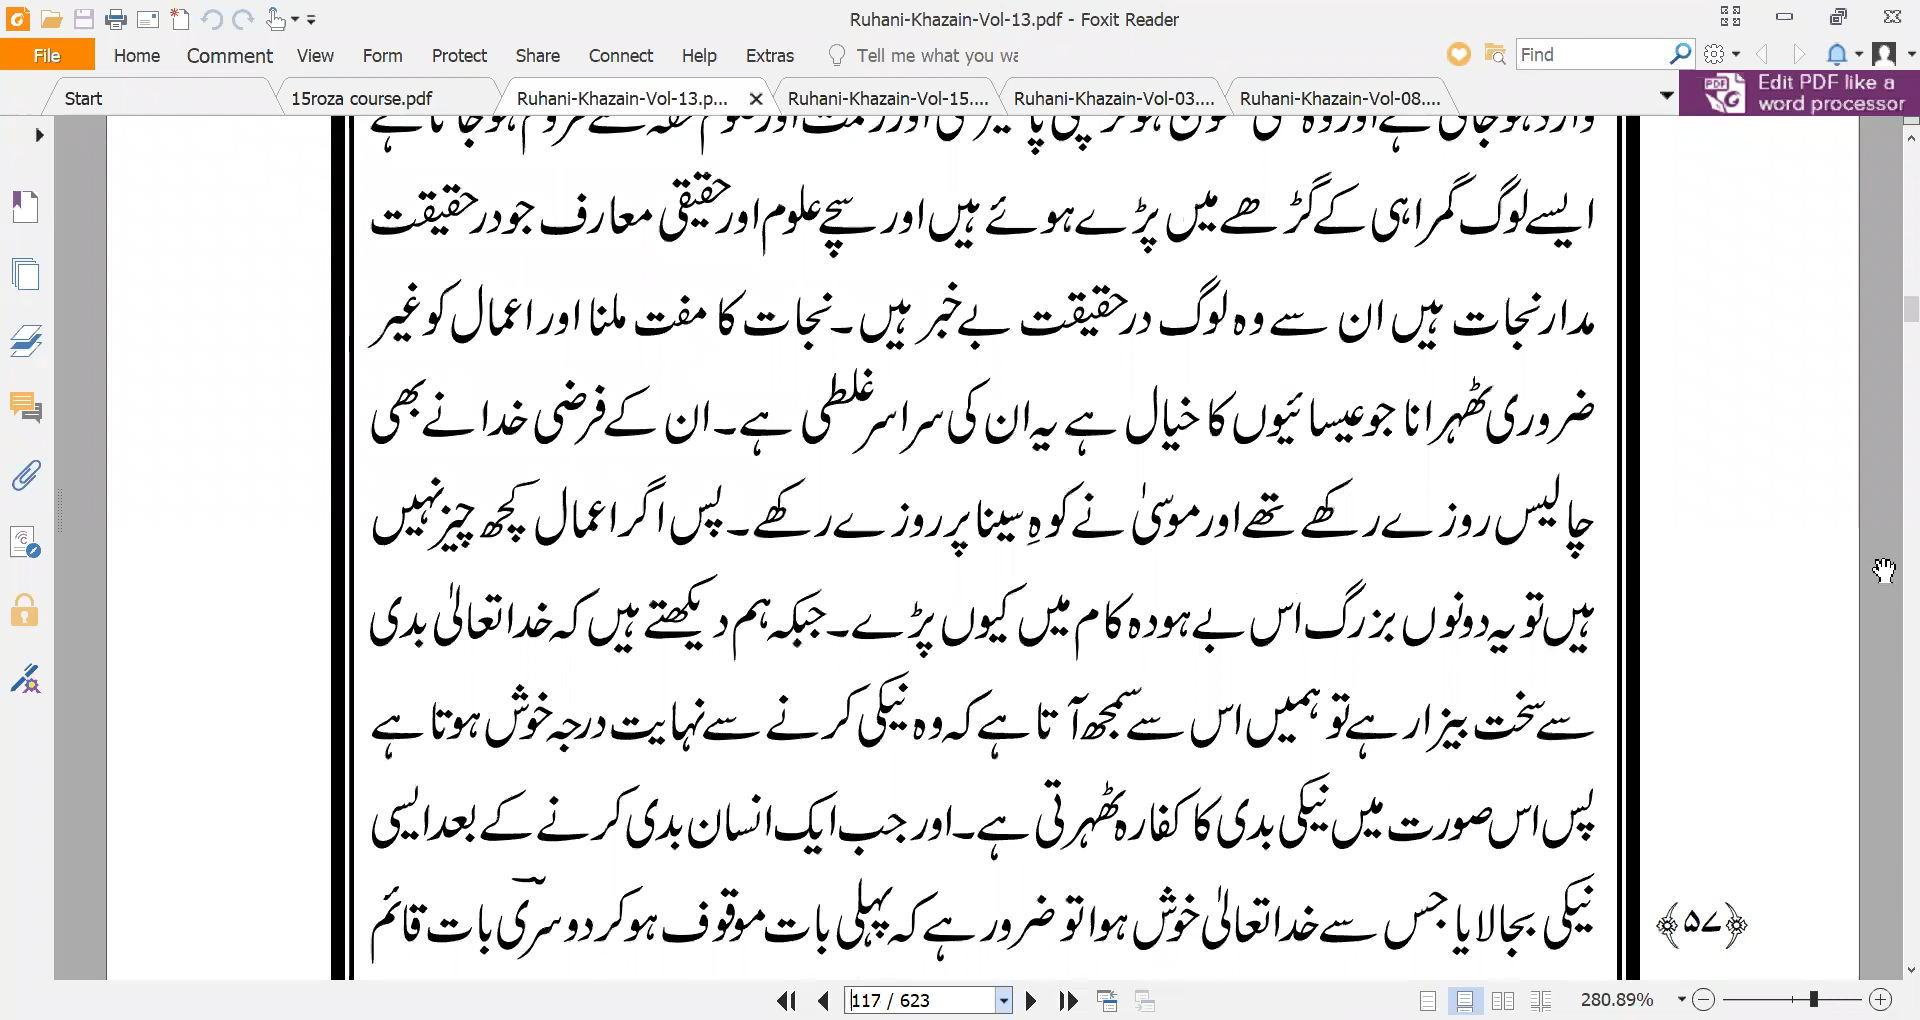 Ruhani-Khazain-Vol-13.pdf - Foxit Reader
File Home Comment View Form Protect Share Connect Help Extras Tell me what you wa Find
Start 15roza course.pdf Ruhani-Khazain-Vol-13.p... Ruhani-Khazain-Vol-15.... Ruhani-Khazain-Vol-03.... Ruhani-Khazain-Vol-08....
Edit PDF like a
word processor
ایسے لوگ گمراہی کے گڑھے میں پڑے ہوئے ہیں اور سچے علوم اور حقیقی معارف جو درحقیقت
مدار نجات ہیں ان سے وہ لوگ درحقیقت بے خبر ہیں۔ نجات کا مفت ملنا اور اعمال کو غیر
ضروری ٹھہرانا جو عیسائیوں کا خیال ہے یہ ان کی سراسر غلطی ہے۔ ان کے فرضی خدا نے بھی
چالیس روزے رکھے تھے اور موسیٰ نے کوہِ سینا پر روزے رکھے۔ پس اگر اعمال کچھ چیز نہیں
ہیں تو یہ دونوں بزرگ اس بے ہودہ کام میں کیوں پڑے۔ جبکہ ہم دیکھتے ہیں کہ خدا تعالیٰ بدی
سے سخت بیزار ہے تو ہمیں اس سے سمجھ آتا ہے کہ وہ نیکی کرنے سے نہایت درجہ خوش ہوتا ہے
پس اس صورت میں نیکی بدی کا کفارہ ٹھہرتی ہے۔ اور جب ایک انسان بدی کرنے کے بعد ایسی
نیکی بجا لایا جس سے خدا تعالیٰ خوش ہوا تو ضرور ہے کہ پہلی بات موقوف ہو کر دوسری بات قائم
﴿۵۷﴾
117 / 623 280.89%